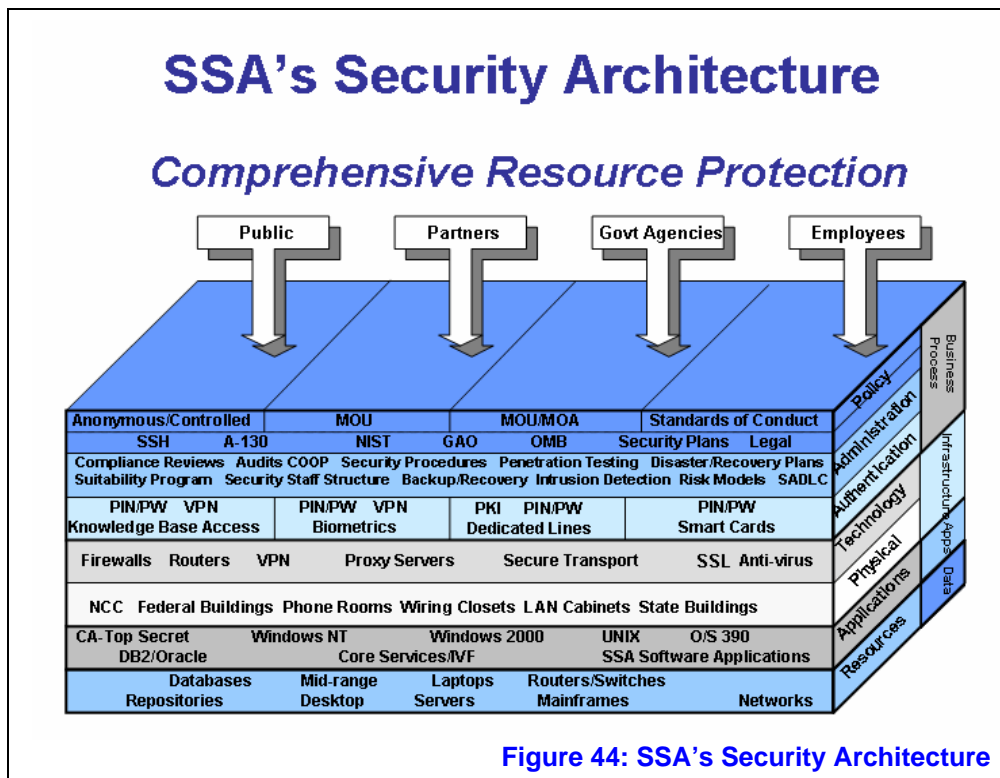 SSA's Security Architecture
Comprehensive Resource Protection
Public Partners Govt Agencies Employees
Anonymous/Controlled MOU MOU/MOA Standards of Conduct
SSH A-130 NIST GAO OMB Security Plans Legal
Compliance Reviews Audits COOP Security Procedures Penetration Testing Disaster/Recovery Plans
Suitability Program Security Staff Structure Backup/Recovery Intrusion Detection Risk Models SADLC
PIN/PW VPN PIN/PW VPN PKI PIN/PW PIN/PW
Knowledge Base Access Biometrics Dedicated Lines Smart Cards
Firewalls Routers VPN Proxy Servers Secure Transport SSL Anti-virus
NCC Federal Buildings Phone Rooms Wiring Closets LAN Cabinets State Buildings
CA-Top Secret Windows NT Windows 2000 UNIX O/S 390
DB2/Oracle Core Services/IVF SSA Software Applications
Databases Mid-range Laptops Routers/Switches
Repositories Desktop Servers Mainframes Networks
Policy
Administration
Authentication
Technology
Physical
Applications
Resources
Business
Process
Infrastructure
Apps
Data
Figure 44: SSA's Security Architecture